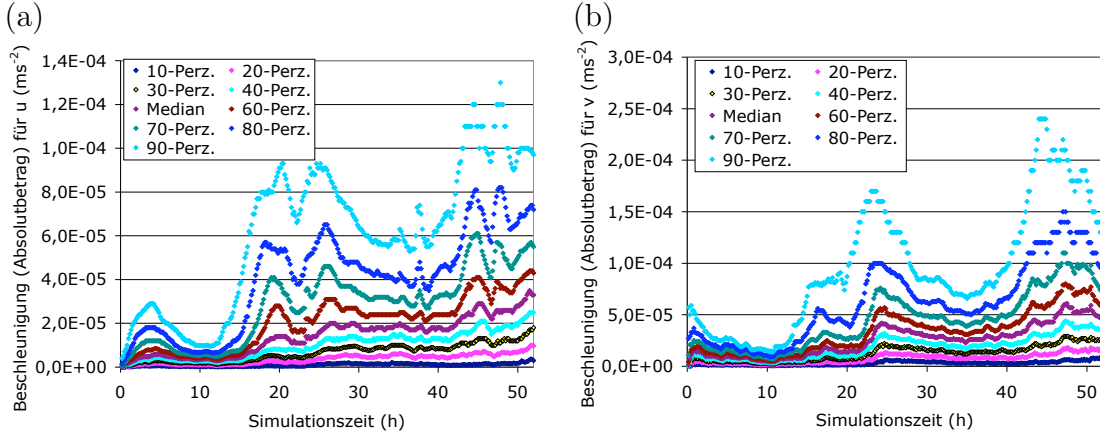 (a)
Beschleunigung (Absolutbetrag) für u (ms-2)
1,4E-04
1,2E-04
1,0E-04
8,0E-05
6,0E-05
4,0E-05
2,0E-05
0,0E+00
10-Perz. 20-Perz.
30-Perz. 40-Perz.
Median 60-Perz.
70-Perz. 80-Perz.
90-Perz.
0 10 20 30 40 50
Simulationszeit (h)
(b)
Beschleunigung (Absolutbetrag) für v (ms-2)
3,0E-04
2,5E-04
2,0E-04
1,5E-04
1,0E-04
5,0E-05
0,0E+00
10-Perz. 20-Perz.
30-Perz. 40-Perz.
Median 60-Perz.
70-Perz. 80-Perz.
90-Perz.
0 10 20 30 40 50
Simulationszeit (h)